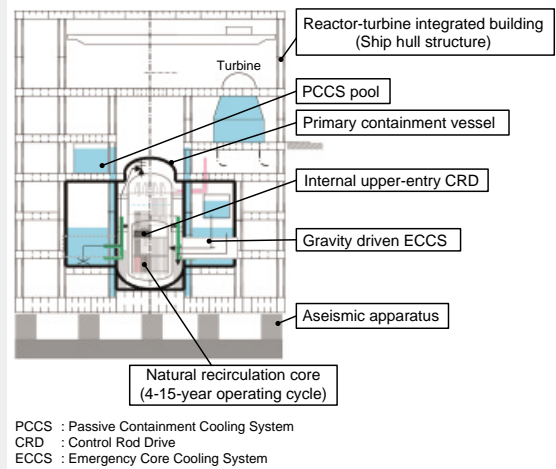 Reactor-turbine integrated building
(Ship hull structure)
Turbine
PCCS pool
Primary containment vessel
Internal upper-entry CRD
Gravity driven ECCS
Aseismic apparatus
Natural recirculation core
(4-15-year operating cycle)
PCCS : Passive Containment Cooling System
CRD : Control Rod Drive
ECCS : Emergency Core Cooling System